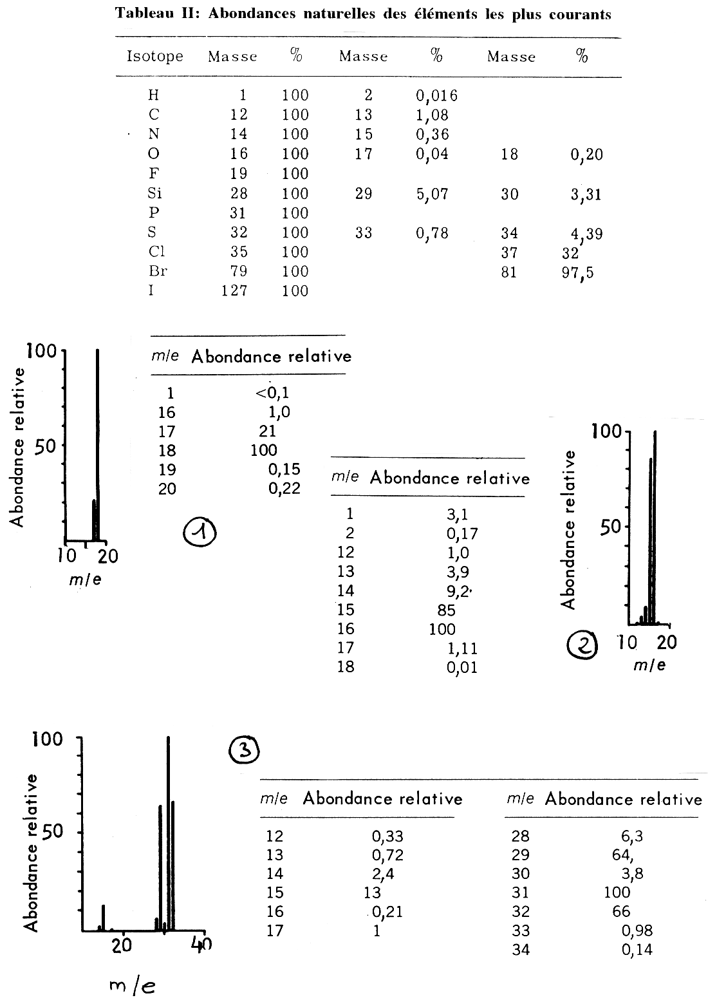 Tableau II: Abondances naturelles des éléments les plus courants
Isotope Masse % Masse % Masse %
H 1 100 2 0,016
C 12 100 13 1,08
N 14 100 15 0,36
O 16 100 17 0,04 18 0,20
F 19 100
Si 28 100 29 5,07 30 3,31
P 31 100
S 32 100 33 0,78 34 4,39
Cl 35 100 37 32
Br 79 100 81 97,5
I 127 100
100
50
Abondance relative
10 20
m/e
m/e Abondance relative
1 <0,1
16 1,0
17 21
18 100
19 0,15
20 0,22
1
m/e Abondance relative
1 3,1
2 0,17
12 1,0
13 3,9
14 9,2
15 85
16 100
17 1,11
18 0,01
100
50
Abondance relative
10 20
m/e
2
100
50
Abondance relative
20 40
m/e
3
m/e Abondance relative m/e Abondance relative
12 0,33 28 6,3
13 0,72 29 64,
14 2,4 30 3,8
15 13 31 100
16 0,21 32 66
17 1 33 0,98
34 0,14